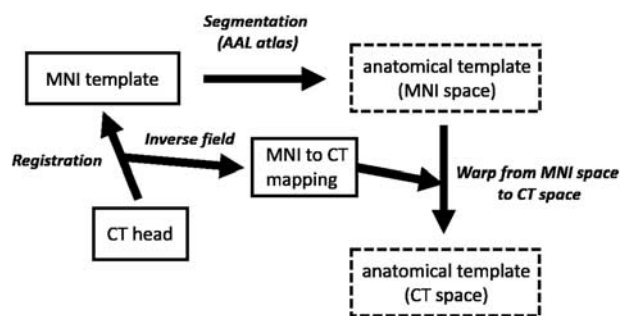 Segmentation
(AAL atlas)
MNI template
anatomical template
(MNI space)
Inverse field
Registration
MNI to CT
mapping
Warp from MNI space
to CT space
CT head
anatomical template
(CT space)